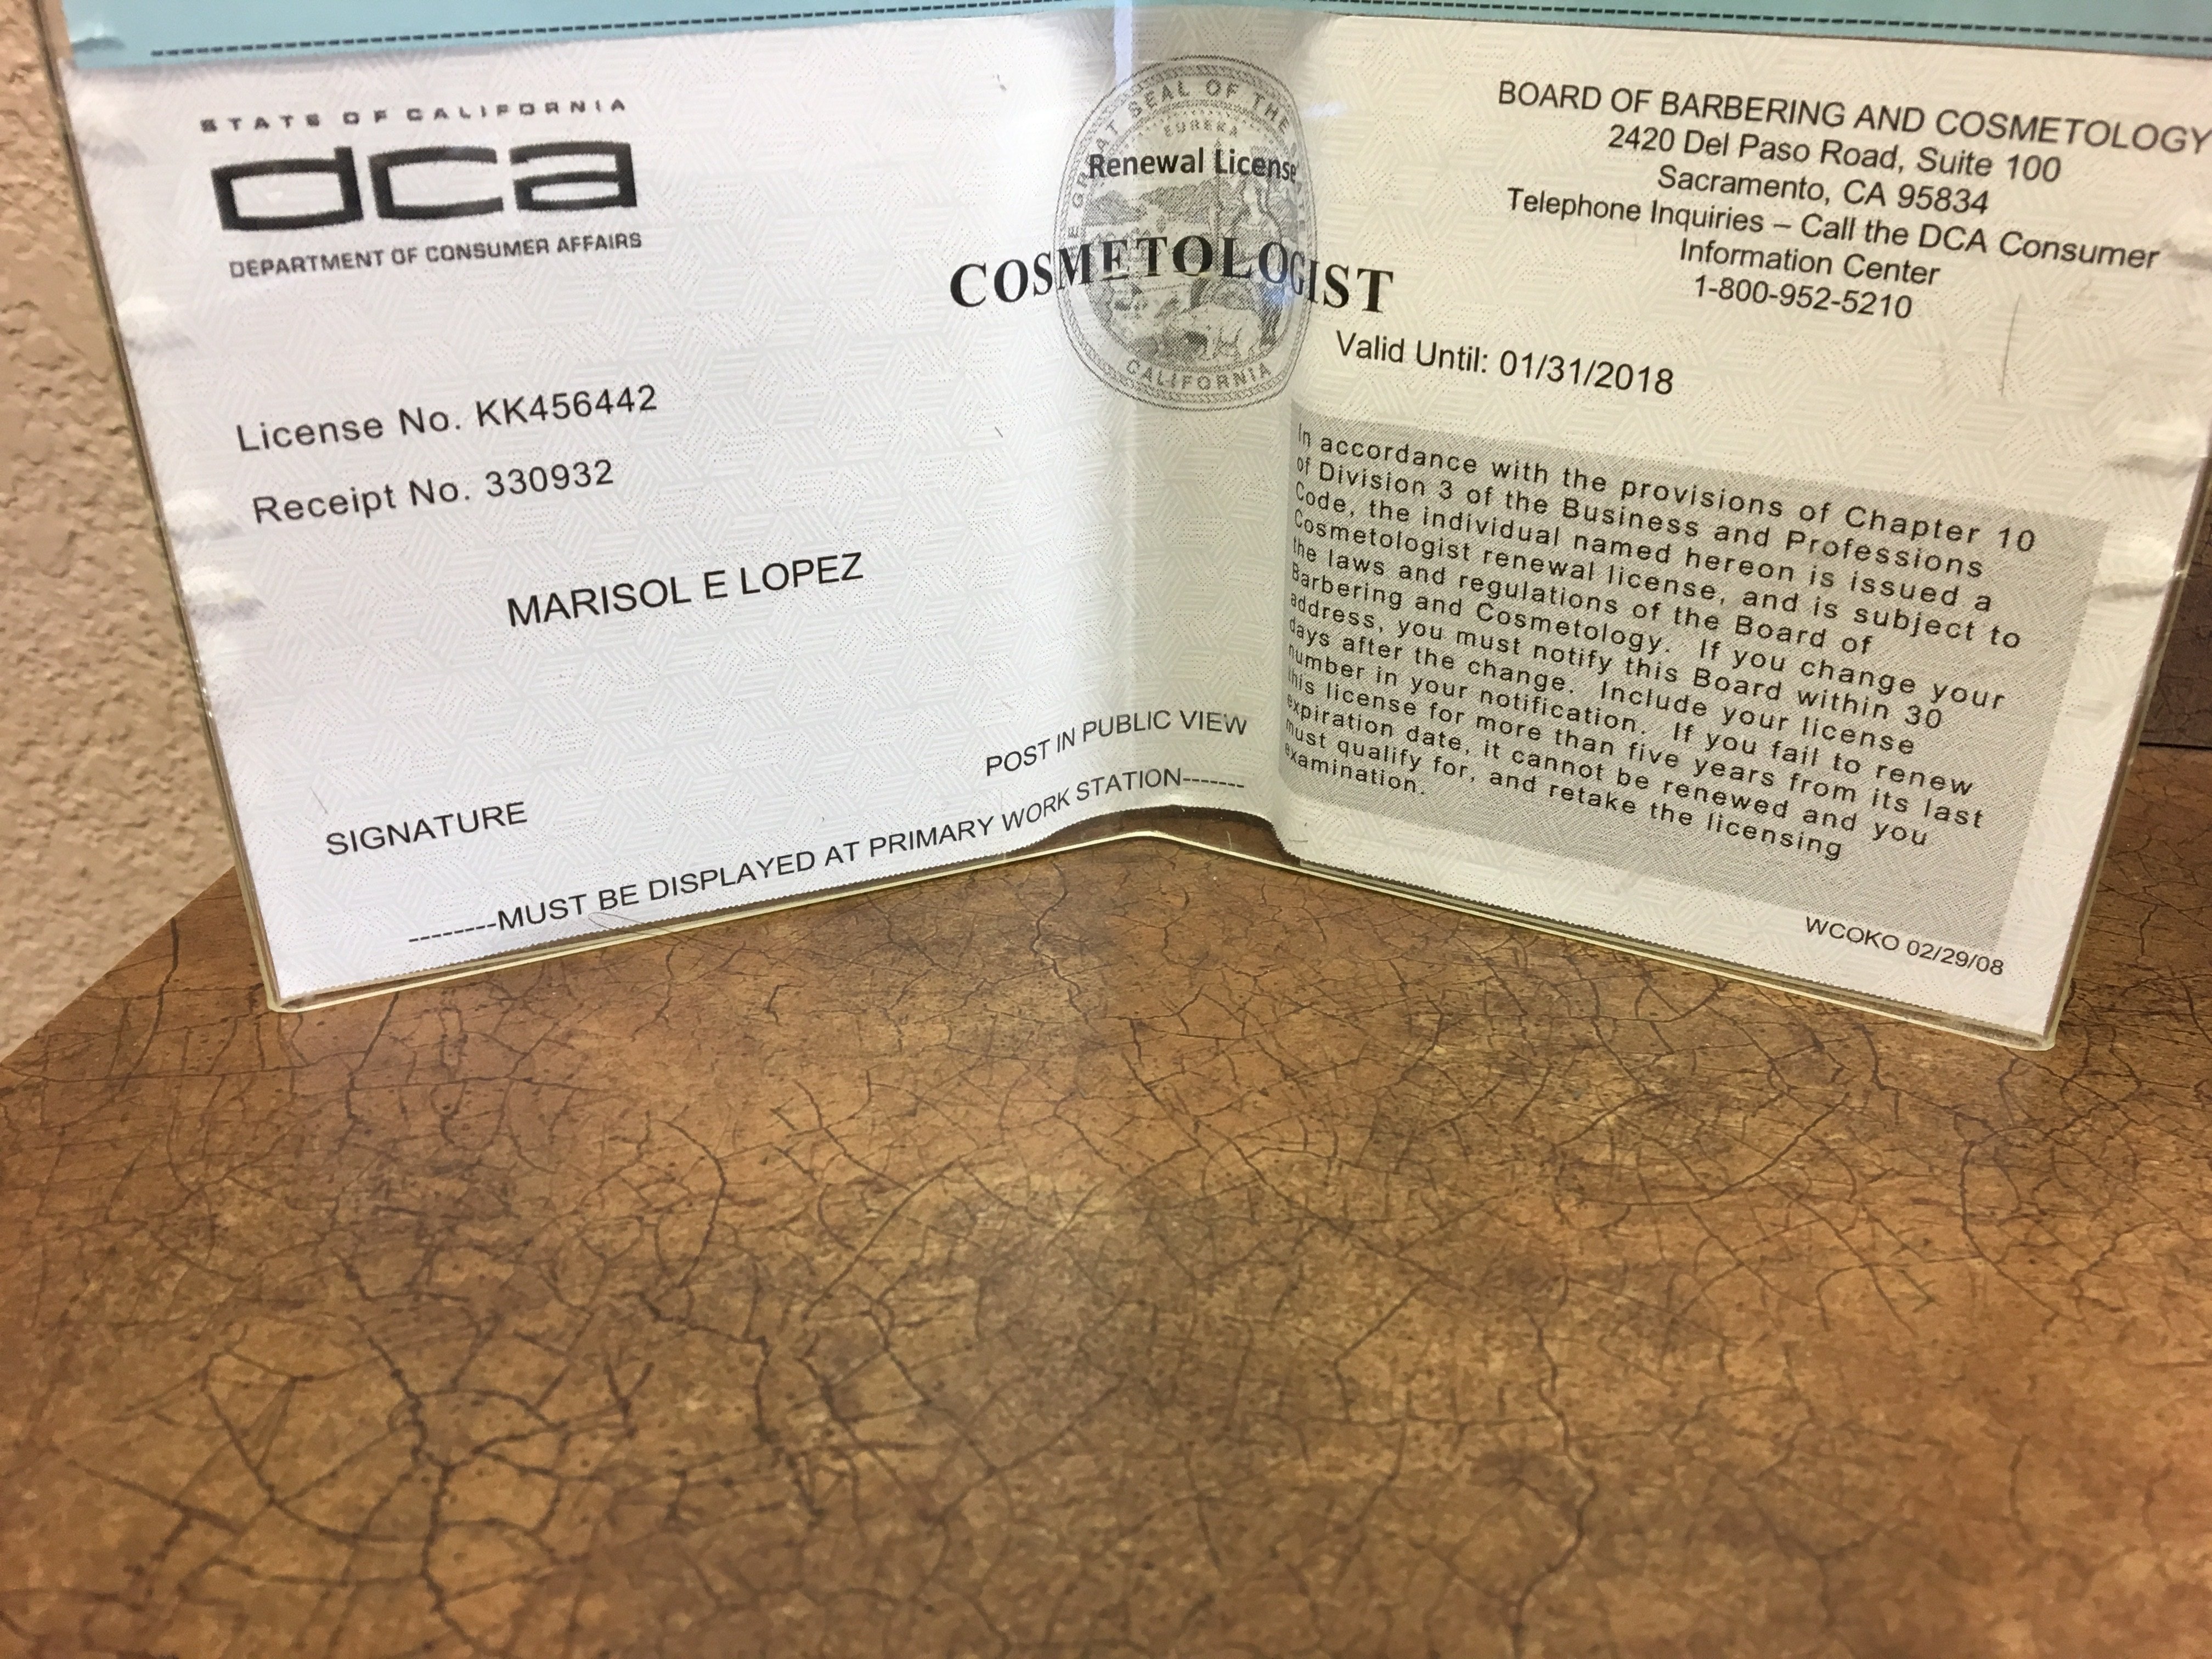 STATE OF CALIFORNIA
dca
DEPARTMENT OF CONSUMER AFFAIRS
License No. KK456442
Receipt No. 330932
MARISOL E LOPEZ
SIGNATURE
POST IN PUBLIC VIEW
--------MUST BE DISPLAYED AT PRIMARY WORK STATION-------
SEAL OF THE
EUREKA
CALIFORNIA
Renewal License
COSMETOLOGIST
BOARD OF BARBERING AND COSMETOLOGY
2420 Del Paso Road, Suite 100
Sacramento, CA 95834
Telephone Inquiries – Call the DCA Consumer
Information Center
1-800-952-5210
Valid Until: 01/31/2018
In accordance with the provisions of Chapter 10
of Division 3 of the Business and Professions
Code, the individual named hereon is issued a
Cosmetologist renewal license, and is subject to
the laws and regulations of the Board of
Barbering and Cosmetology. If you change your
address, you must notify this Board within 30
days after the change. Include your license
number in your notification. If you fail to renew
this license for more than five years from its last
expiration date, it cannot be renewed and you
must qualify for, and retake the licensing
examination.
WCOKO 02/29/08